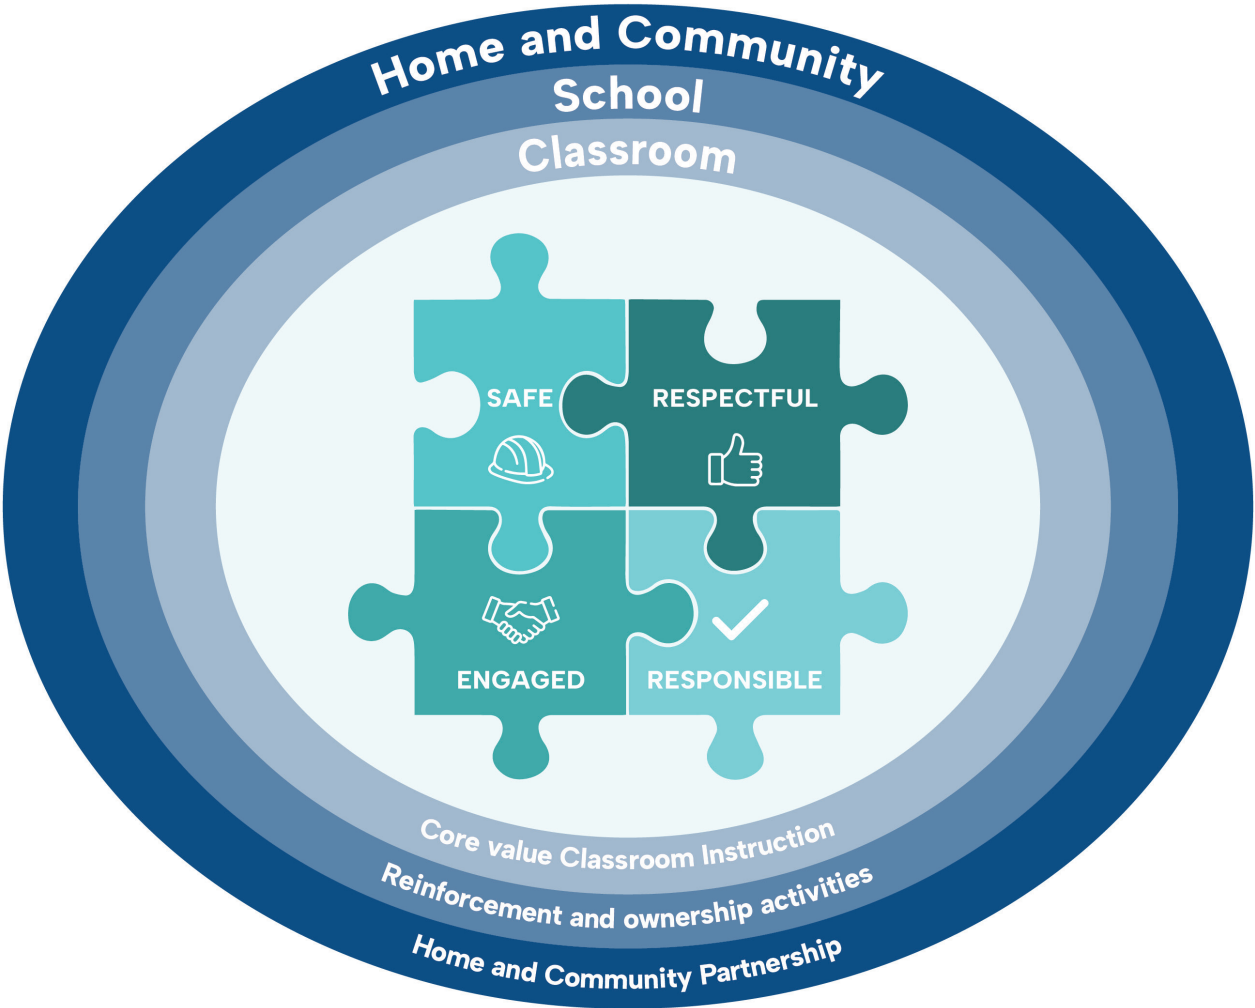 Home and Community
School
Classroom
SAFE
RESPECTFUL
ENGAGED
RESPONSIBLE
Core value Classroom Instruction
Reinforcement and ownership activities
Home and Community Partnership